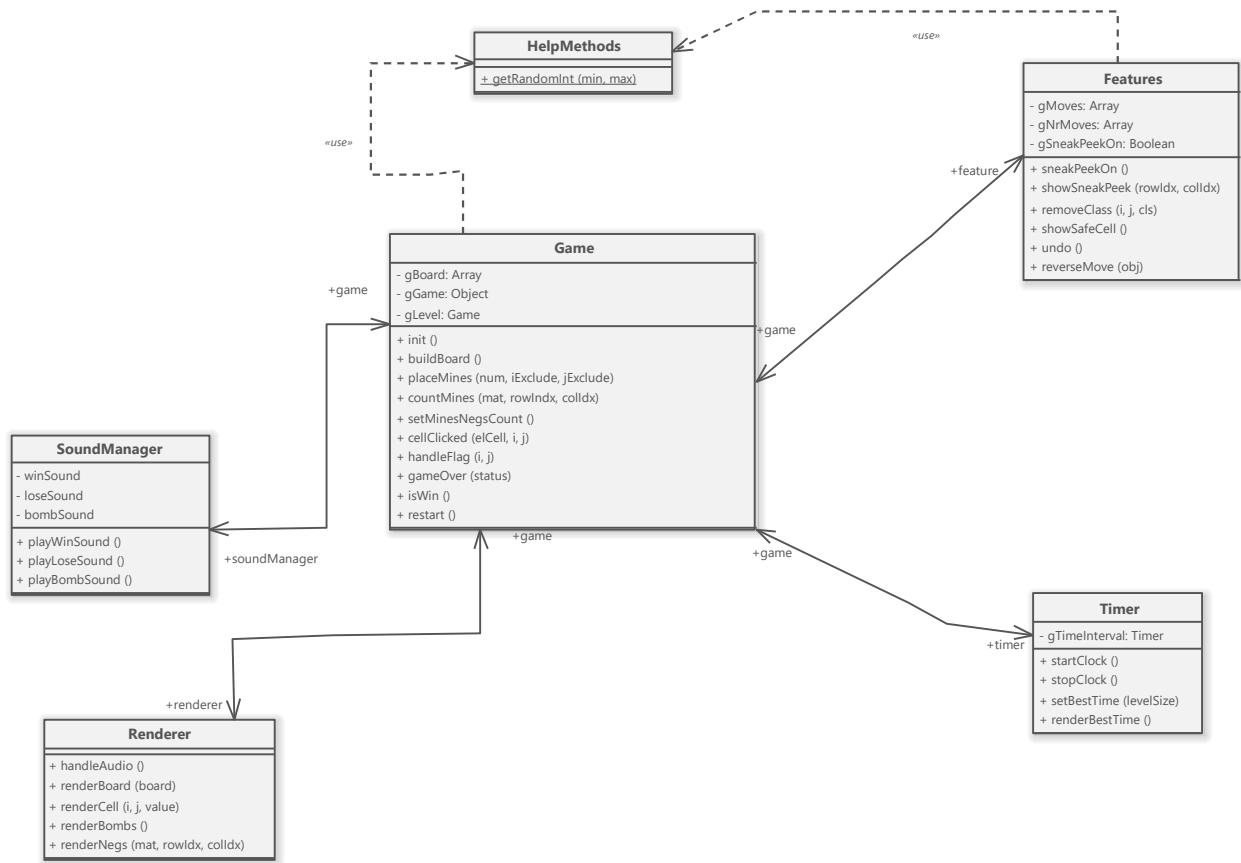 HelpMethods
+ getRandomInt (min, max)
«use»
«use»
Features
- gMoves: Array
- gNrMoves: Array
- gSneakPeekOn: Boolean
+ sneakPeekOn ()
+ showSneakPeek (rowIdx, colIdx)
+ removeClass (i, j, cls)
+ showSafeCell ()
+ undo ()
+ reverseMove (obj)
+feature
+game
Game
- gBoard: Array
- gGame: Object
- gLevel: Game
+ init ()
+ buildBoard ()
+ placeMines (num, iExclude, jExclude)
+ countMines (mat, rowIndx, colIdx)
+ setMinesNegsCount ()
+ cellClicked (elCell, i, j)
+ handleFlag (i, j)
+ gameOver (status)
+ isWin ()
+ restart ()
+game
SoundManager
- winSound
- loseSound
- bombSound
+ playWinSound ()
+ playLoseSound ()
+ playBombSound ()
+soundManager
+game
+game
+timer
Timer
- gTimeInterval: Timer
+ startClock ()
+ stopClock ()
+ setBestTime (levelSize)
+ renderBestTime ()
+renderer
Renderer
+ handleAudio ()
+ renderBoard (board)
+ renderCell (i, j, value)
+ renderBombs ()
+ renderNegs (mat, rowIdx, colIdx)